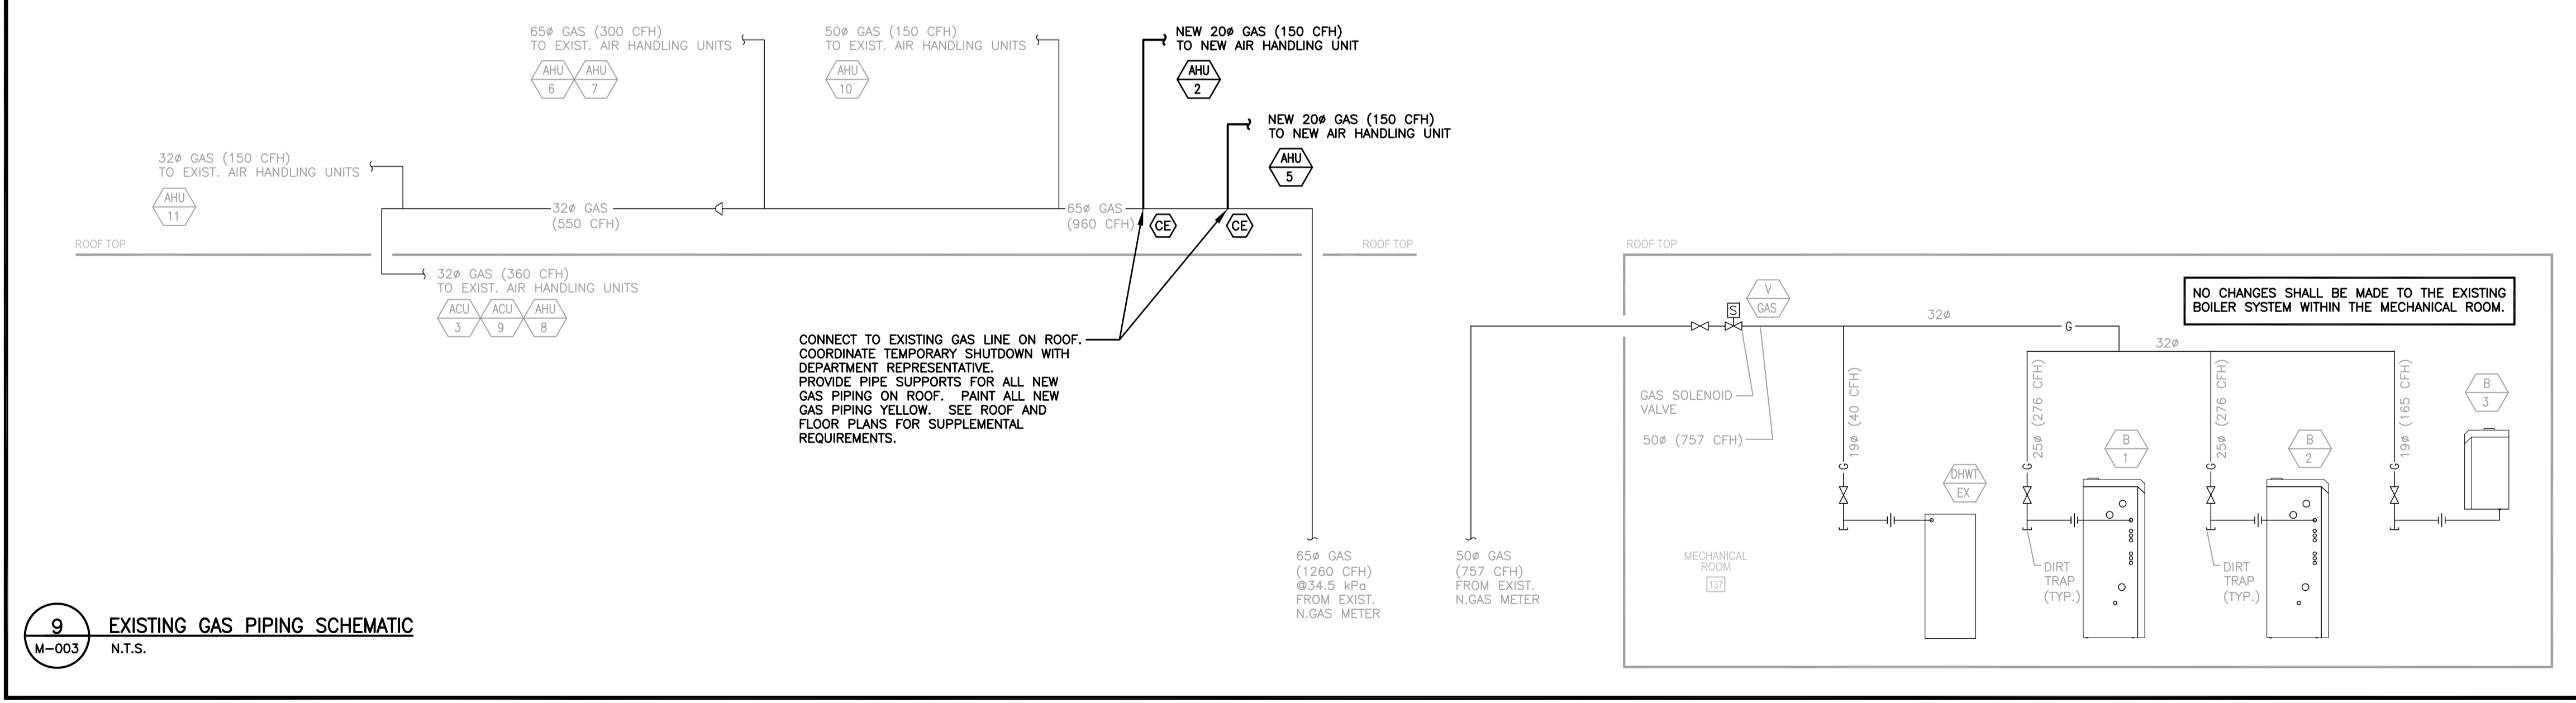 65ø GAS (300 CFH)
TO EXIST. AIR HANDLING UNITS
AHU
6
AHU
7
50ø GAS (150 CFH)
TO EXIST. AIR HANDLING UNITS
AHU
10
NEW 20ø GAS (150 CFH)
TO NEW AIR HANDLING UNIT
AHU
2
NEW 20ø GAS (150 CFH)
TO NEW AIR HANDLING UNIT
AHU
5
32ø GAS (150 CFH)
TO EXIST. AIR HANDLING UNITS
AHU
11
32ø GAS
(550 CFH)
65ø GAS
(960 CFH)
CE
CE
ROOF TOP
ROOF TOP
32ø GAS (360 CFH)
TO EXIST. AIR HANDLING UNITS
ACU
3
ACU
9
AHU
8
CONNECT TO EXISTING GAS LINE ON ROOF.
COORDINATE TEMPORARY SHUTDOWN WITH
DEPARTMENT REPRESENTATIVE.
PROVIDE PIPE SUPPORTS FOR ALL NEW
GAS PIPING ON ROOF. PAINT ALL NEW
GAS PIPING YELLOW. SEE ROOF AND
FLOOR PLANS FOR SUPPLEMENTAL
REQUIREMENTS.
65ø GAS
(1260 CFH)
@34.5 kPa
FROM EXIST.
N.GAS METER
50ø GAS
(757 CFH)
FROM EXIST.
N.GAS METER
ROOF TOP
V
GAS
S
32ø
G
NO CHANGES SHALL BE MADE TO THE EXISTING
BOILER SYSTEM WITHIN THE MECHANICAL ROOM.
32ø
GAS SOLENOID
VALVE
50ø (757 CFH)
19ø (40 CFH)
G
DHWT
EX
25ø (276 CFH)
G
B
1
25ø (276 CFH)
G
B
2
19ø (165 CFH)
G
B
3
MECHANICAL
ROOM
137
DIRT
TRAP
(TYP.)
DIRT
TRAP
(TYP.)
9
M-003
EXISTING GAS PIPING SCHEMATIC
N.T.S.